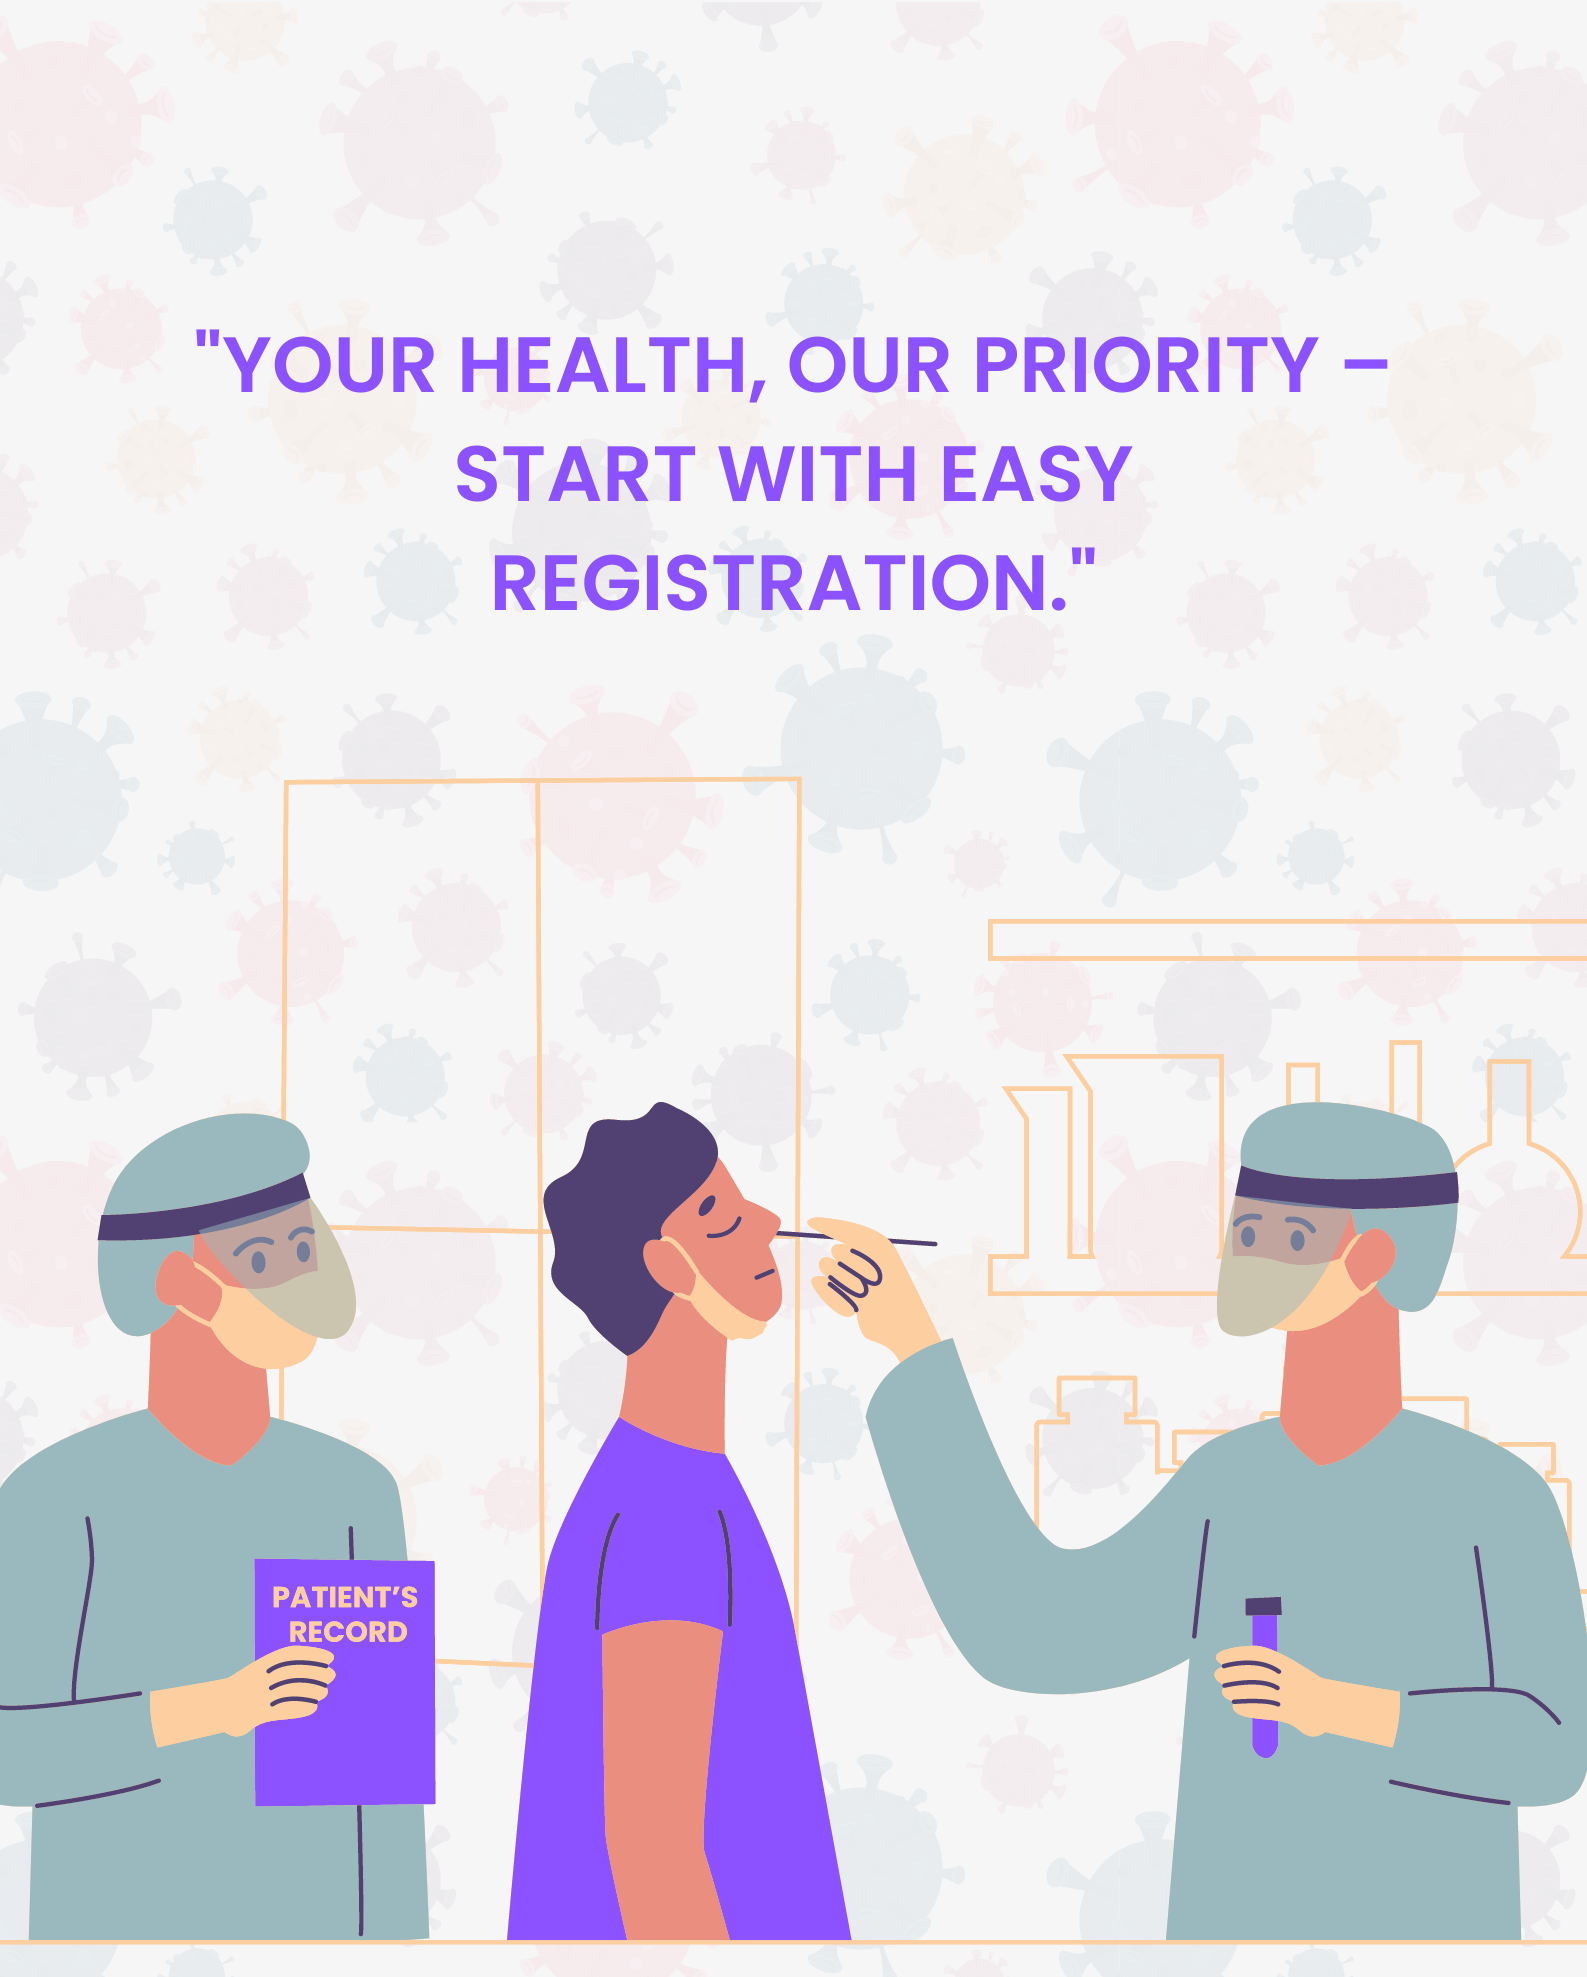 "YOUR HEALTH, OUR PRIORITY –
START WITH EASY
REGISTRATION."
PATIENT’S
RECORD